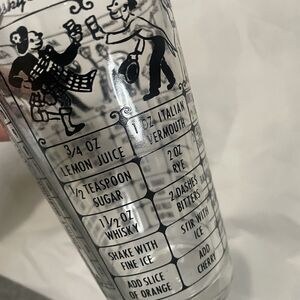 3/4 OZ
LEMON JUICE
1/2 TEASPOON
SUGAR
1 1/2 OZ
WHISKY
SHAKE WITH
FINE ICE
ADD SLICE
OF ORANGE
OZ. ITALIAN
VERMOUTH
2 OZ
RYE
2 DASHES
BITTERS
STIR WITH
ICE
ADD
CHERRY